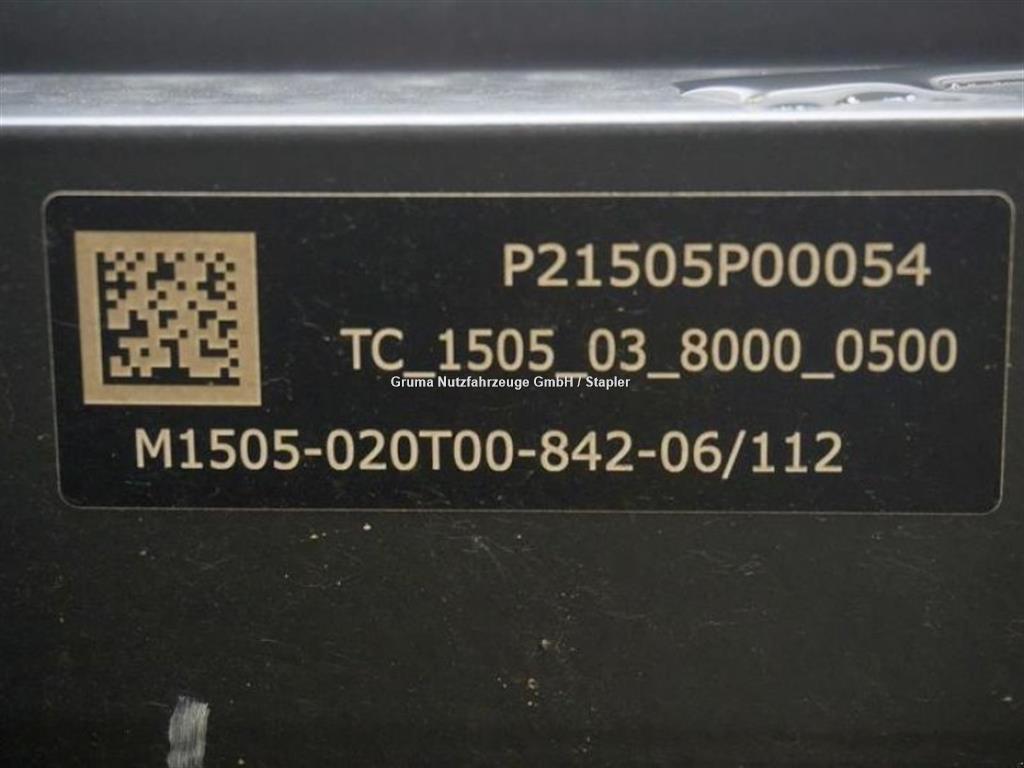 P21505P00054
TC_1505_03_8000_0500
Gruma Nutzfahrzeuge GmbH / Stapler
M1505-020T00-842-06/112